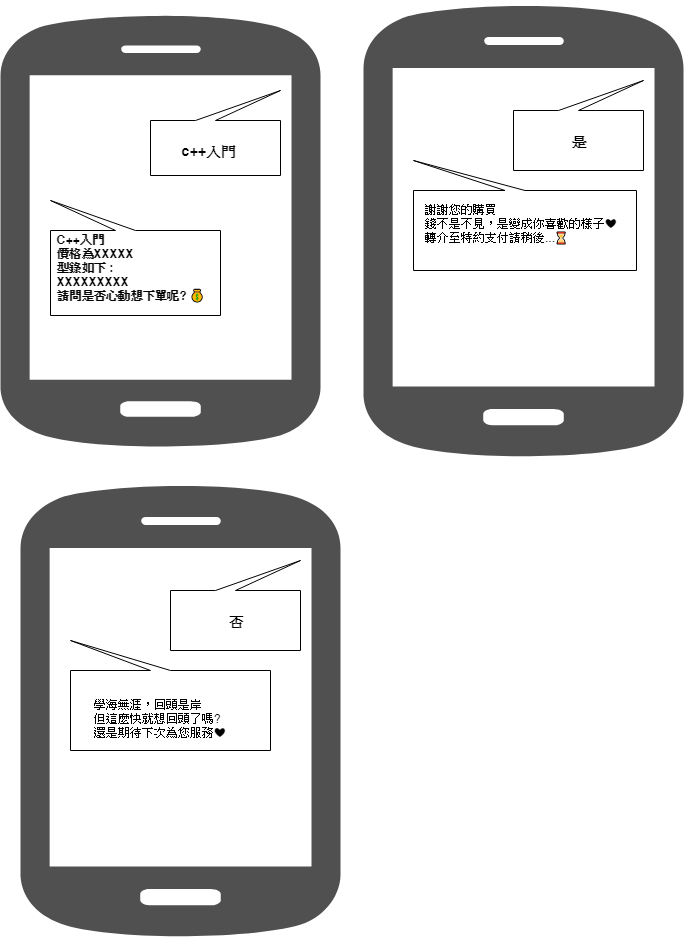 c++入門
C++入門
價格為XXXXX
型錄如下：
XXXXXXXXX
請問是否心動想下單呢? 💰
是
謝謝您的購買
錢不是不見，是變成你喜歡的樣子♥
轉介至特約支付請稍後...⏳
否
學海無涯，回頭是岸
但這麼快就想回頭了嗎?
還是期待下次為您服務♥